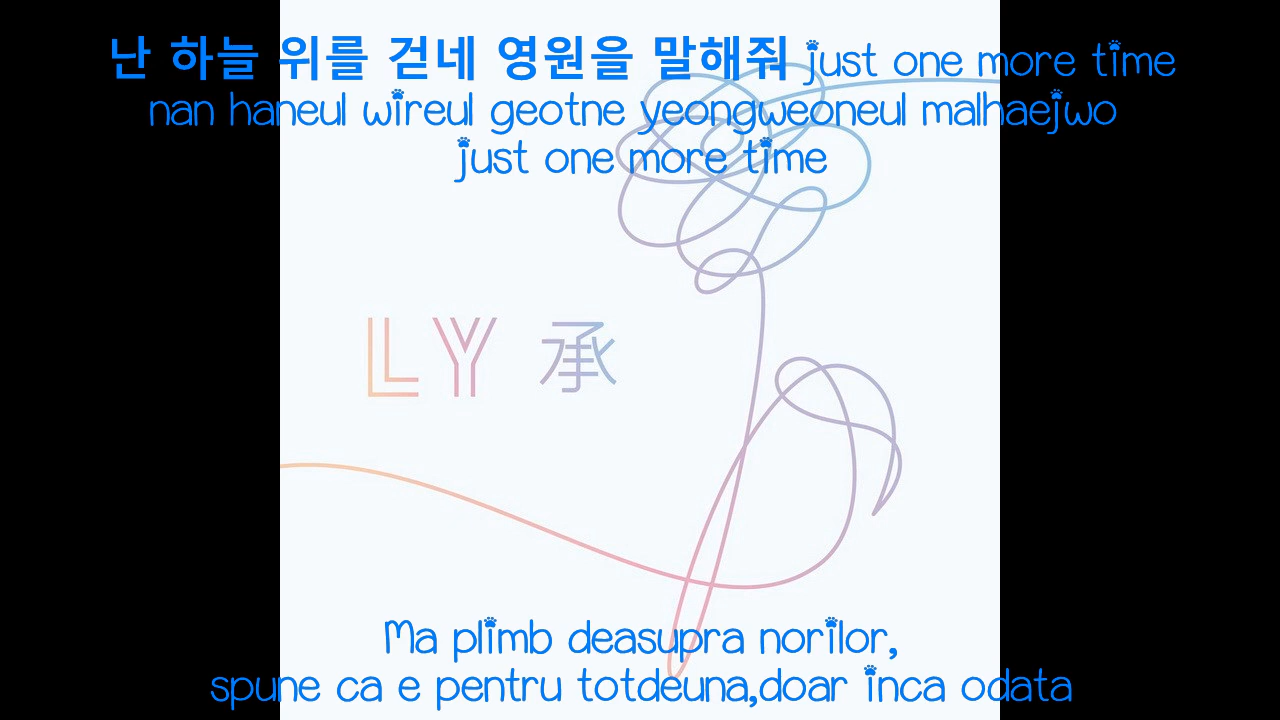 난 하늘 위를 걷네 영원을 말해줘 just one more time
nan haneul wireul geotne yeongweoneul malhaejwo
just one more time
LY 承
Ma plimb deasupra norilor,
spune ca e pentru totdeuna,doar inca odata